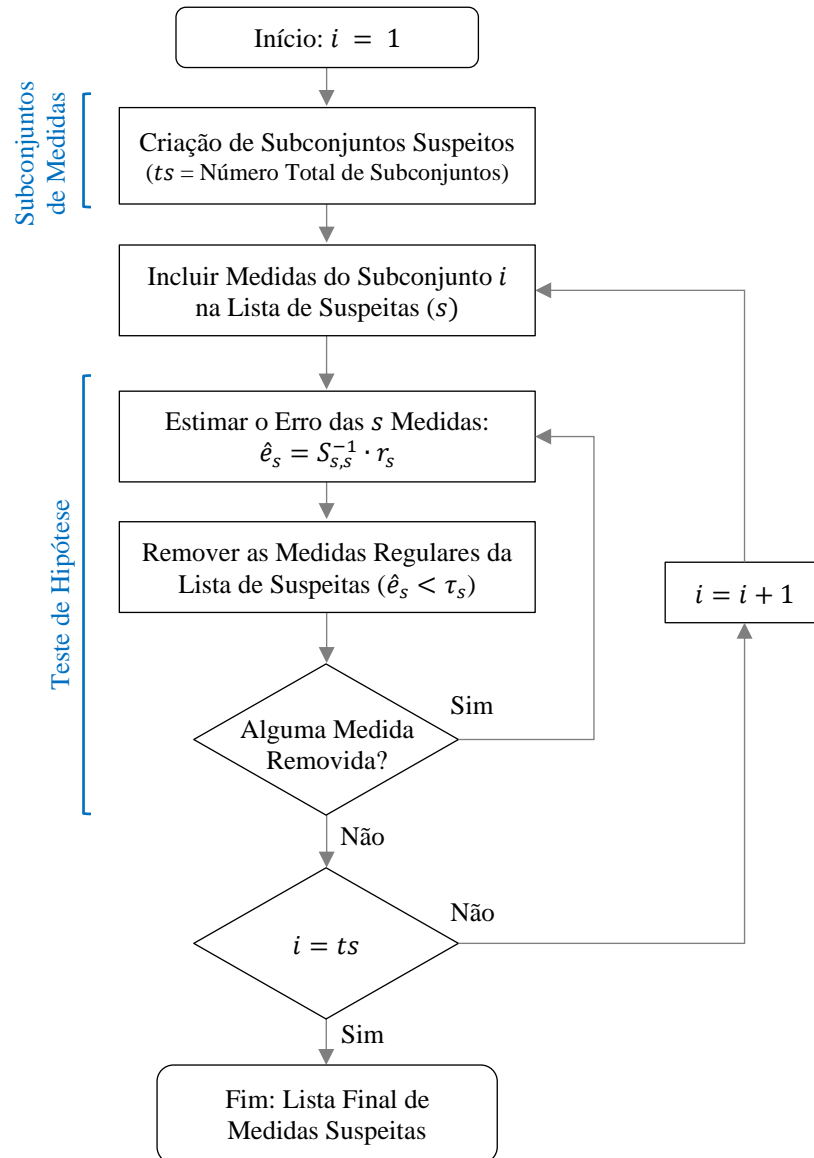 Início: i = 1
Subconjuntos
de Medidas
Criação de Subconjuntos Suspeitos
(ts = Número Total de Subconjuntos)
Incluir Medidas do Subconjunto i
na Lista de Suspeitas (s)
Teste de Hipótese
Estimar o Erro das s Medidas:
ê_s = S_{s,s}^{-1} · r_s
Remover as Medidas Regulares da
Lista de Suspeitas (ê_s < τ_s)
i = i + 1
Sim
Alguma Medida
Removida?
Não
Não
i = ts
Sim
Fim: Lista Final de
Medidas Suspeitas